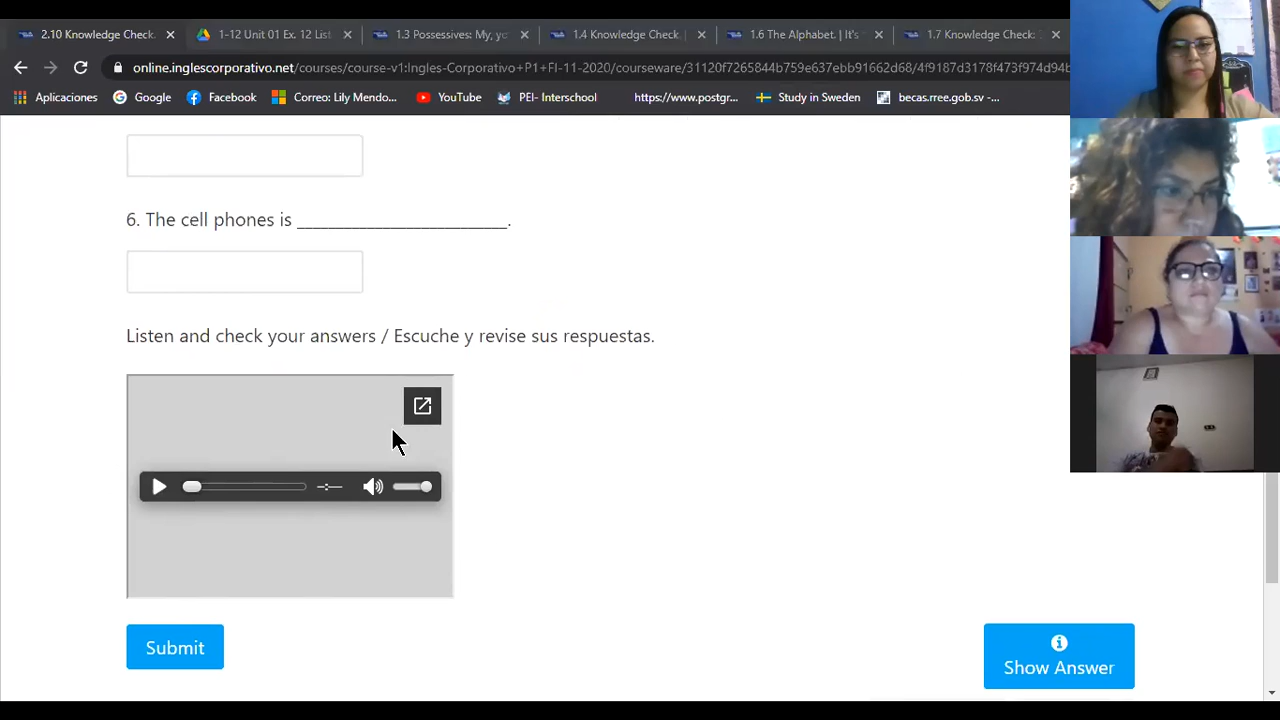 2.10 Knowledge Check. × 1-12 Unit 01 Ex. 12 List × 1.3 Possessives: My, yo × 1.4 Knowledge Check. | × 1.6 The Alphabet. | It's × 1.7 Knowledge Check: ×
online.inglescorporativo.net/courses/course-v1:Ingles-Corporativo+P1-I-11-2020/courseware/31120f7265844b759e637ebb91662d68/4f9187d3178f473f974d94b
Aplicaciones Google Facebook Correo: Lily Mendo... YouTube PEI- Interschool https://www.postgr... Study in Sweden becas.rree.gob.sv -...
6. The cell phones is _______________________.
Listen and check your answers / Escuche y revise sus respuestas.
-:-
Submit
Show Answer